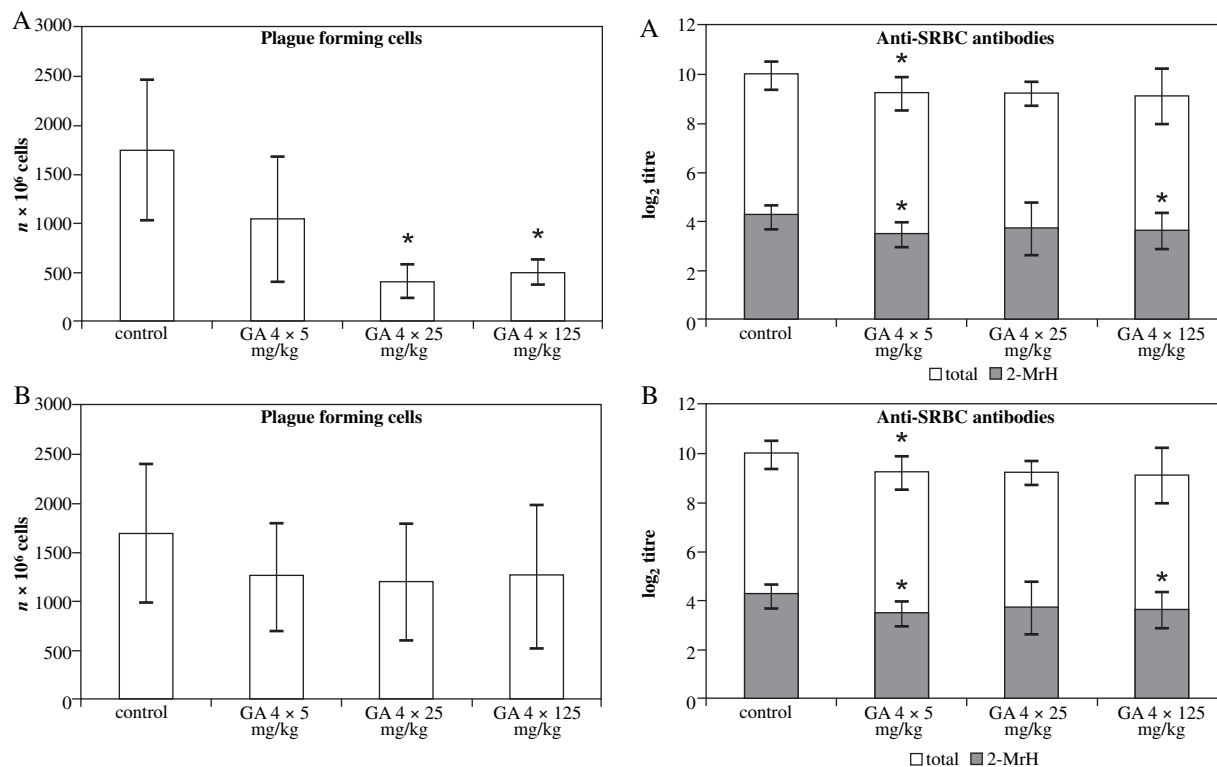 A
Plague forming cells
n × 10⁶ cells
3000
2500
2000
1500
1000
500
0
control
GA 4 × 5
mg/kg
GA 4 × 25
mg/kg
GA 4 × 125
mg/kg
*
*
A
Anti-SRBC antibodies
log₂ titre
12
10
8
6
4
2
0
*
*
*
control
GA 4 × 5
mg/kg
GA 4 × 25
mg/kg
GA 4 × 125
mg/kg
total 2-MrH
B
Plague forming cells
n × 10⁶ cells
3000
2500
2000
1500
1000
500
0
control
GA 4 × 5
mg/kg
GA 4 × 25
mg/kg
GA 4 × 125
mg/kg
B
Anti-SRBC antibodies
log₂ titre
12
10
8
6
4
2
0
*
*
*
control
GA 4 × 5
mg/kg
GA 4 × 25
mg/kg
GA 4 × 125
mg/kg
total 2-MrH